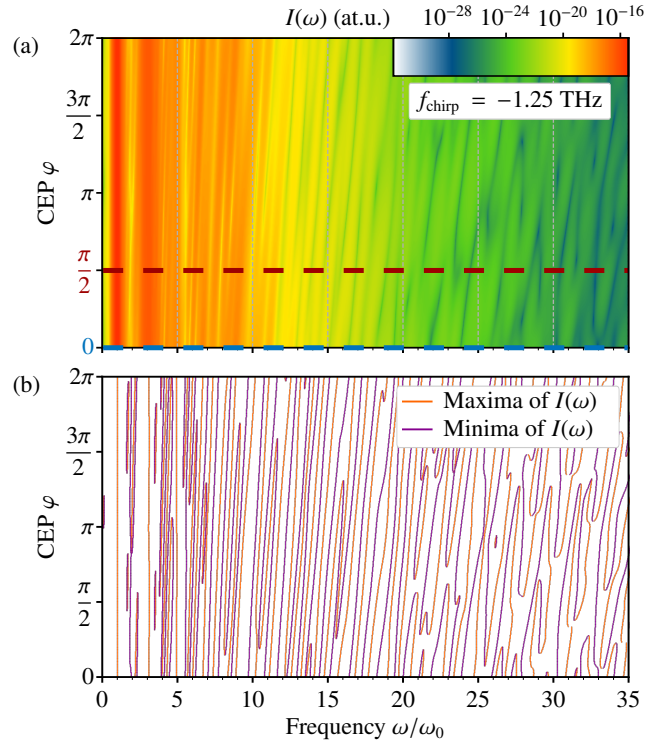 I(ω) (at.u.) 10⁻²⁸ 10⁻²⁴ 10⁻²⁰ 10⁻¹⁶
(a)
f_chirp = −1.25 THz
CEP φ
2π
3π/2
π
π/2
0
(b)
Maxima of I(ω)
Minima of I(ω)
CEP φ
2π
3π/2
π
π/2
0
0 5 10 15 20 25 30 35
Frequency ω/ω₀